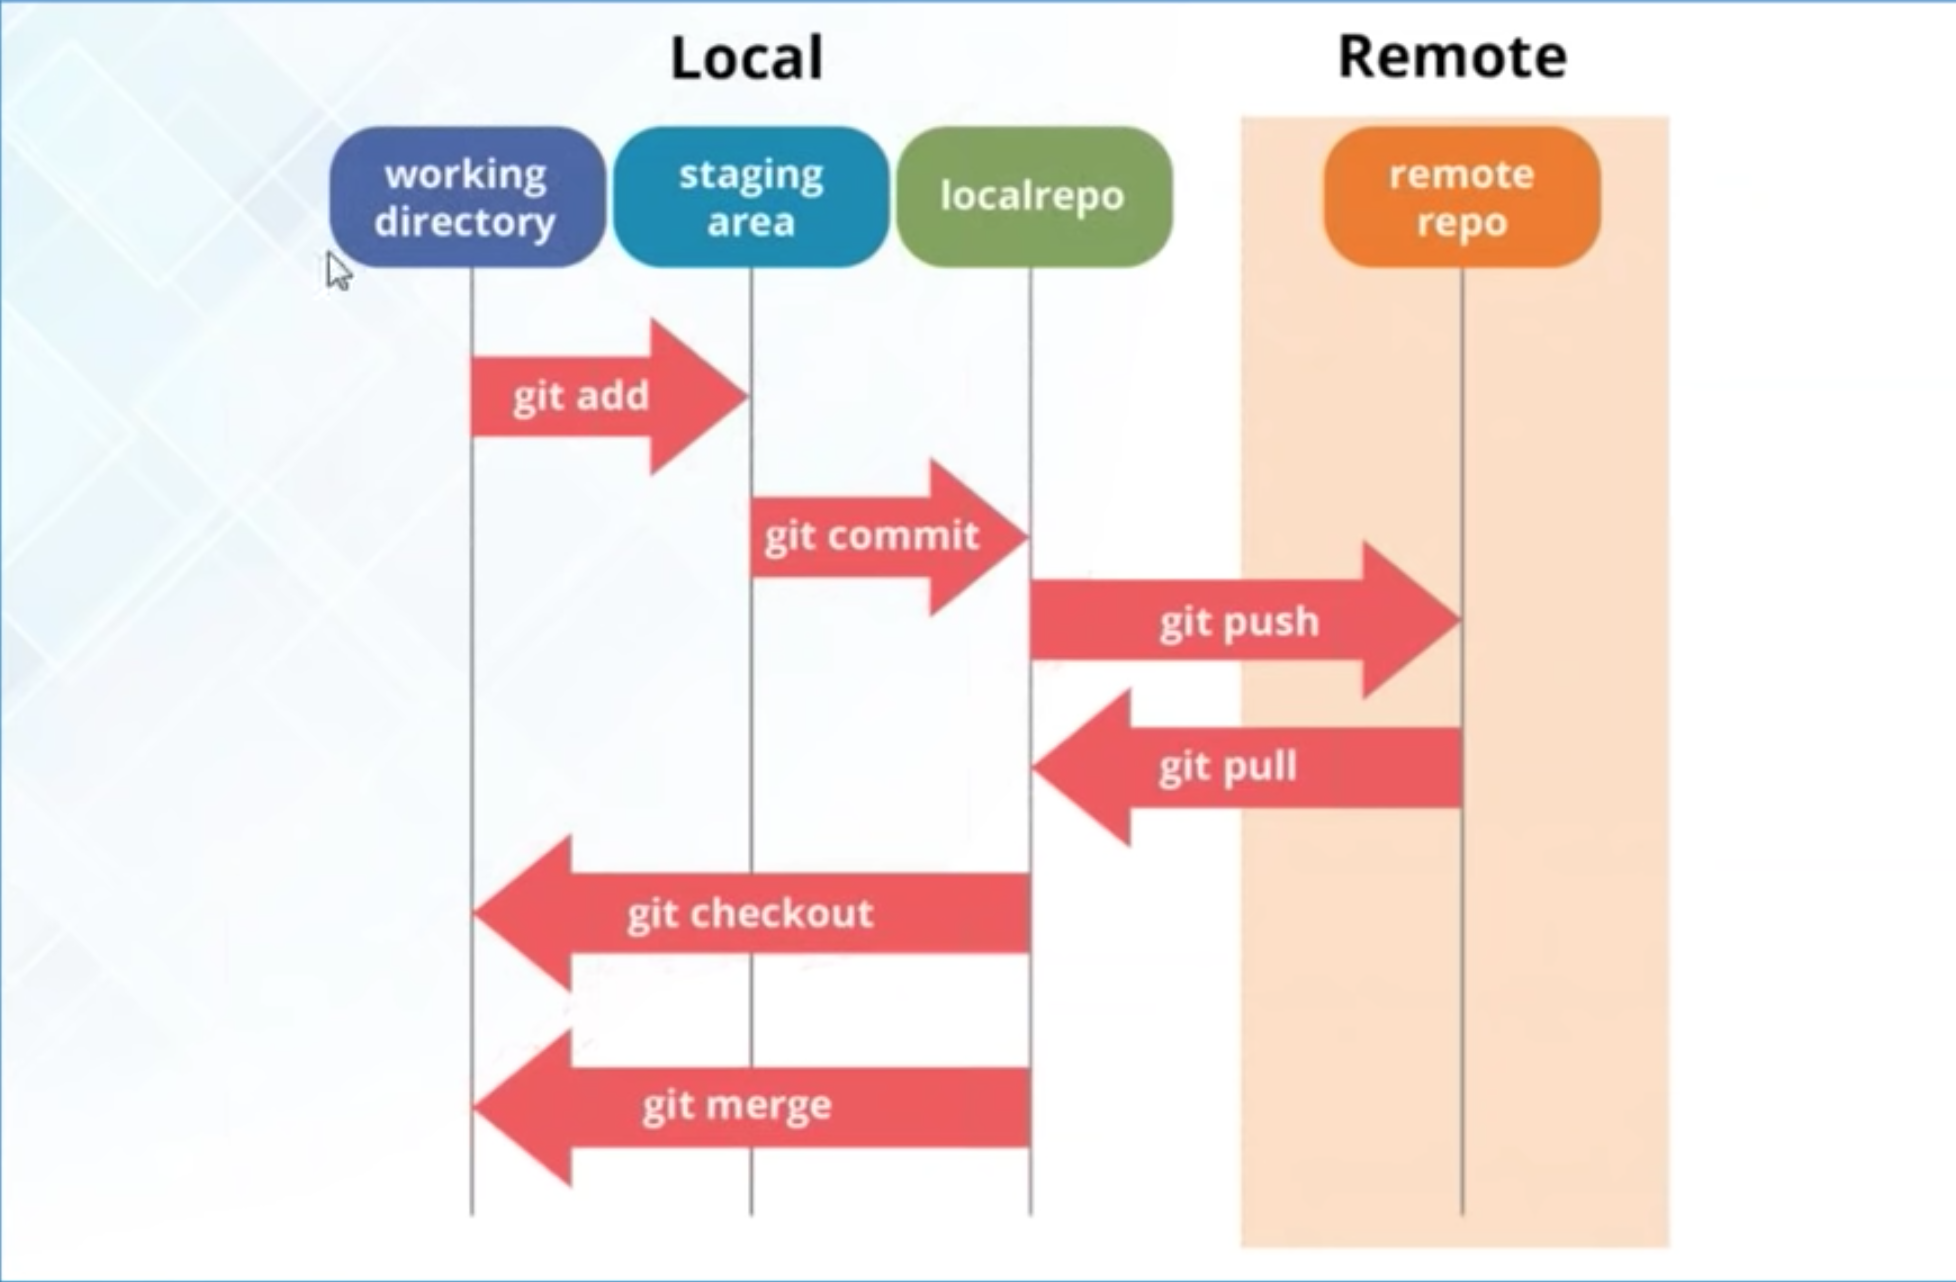 Local
Remote
working
directory
staging
area
localrepo
remote
repo
git add
git commit
git push
git pull
git checkout
git merge